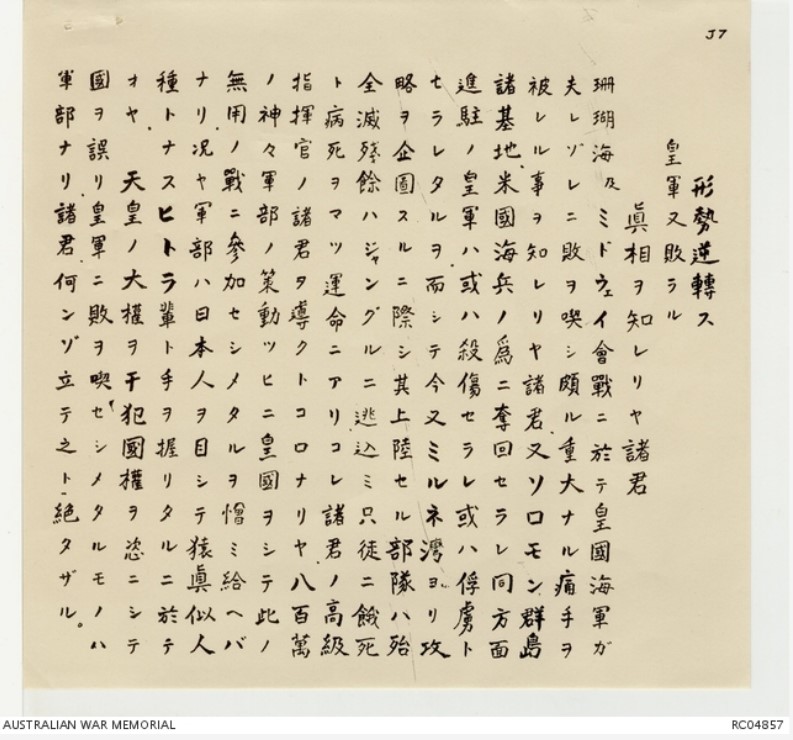 J7
形勢逆轉ス
皇軍又敗ラル
眞相ヲ知レリヤ諸君
珊瑚海及ミドウェイ會戰ニ於テ皇國海軍ガ
夫レゾレニ敗ヲ喫シ頗ル重大ナル痛手ヲ
被レル事ヲ知レリヤ諸君.又ソロモン群島
諸基地.米國海兵ノ爲ニ奪回セラレ同方面
進駐ノ皇軍ハ或ハ殺傷セラレ或ハ俘虜ト
セラレタルヲ.而シテ今又ミルネ灣ヨリ攻
略ヲ企圖スルニ際シ其上陸セル部隊ハ殆
全滅殘餘ハジャングルニ逃込ミ只徒ニ餓死
ト病死ヲマツ運命ニアリコレ諸君ノ高級
指揮官ノ諸君ヲ導クトコロナリヤ八百萬
ノ神々軍部ノ策動ツヒニ皇國ヲシテ此ノ
無用ノ戰ニ參加セシメタルヲ憎ミ給ヘバ
ナリ.况ヤ軍部ハ日本人ヲ目シテ猿眞似人
種トナスヒトラ輩ト手ヲ握リタルニ於テ
オヤ.天皇ノ大權ヲ干犯國權ヲ恣ニシテ
國ヲ誤リ皇軍ニ敗ヲ喫セシメタルモノハ
軍部ナリ諸君.何ンゾ立テ之ト絶タザル。
AUSTRALIAN WAR MEMORIAL
RC04857